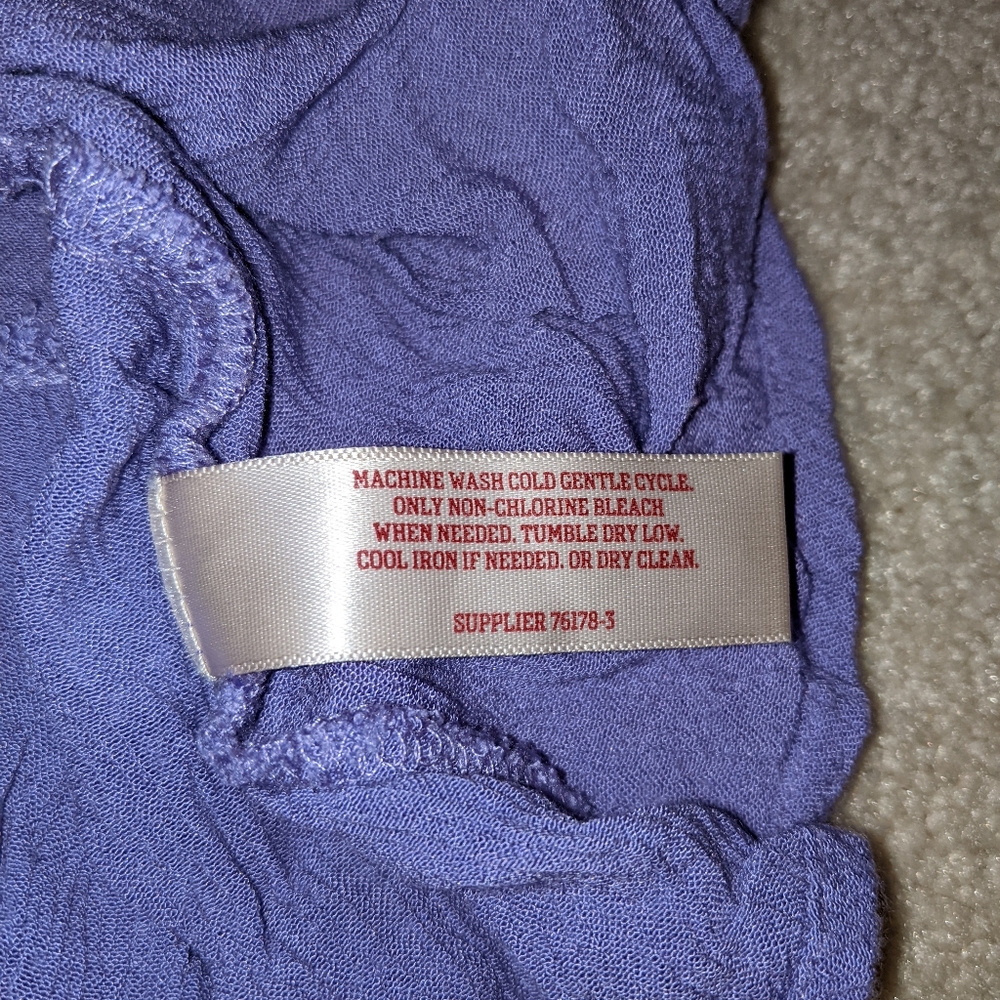 MACHINE WASH COLD GENTLE CYCLE.
ONLY NON-CHLORINE BLEACH
WHEN NEEDED. TUMBLE DRY LOW.
COOL IRON IF NEEDED. OR DRY CLEAN.
SUPPLIER 76178-3